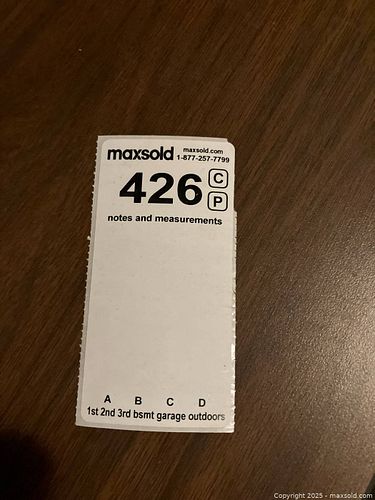 maxsold maxsold.com
1-877-257-7799
426 C
P
notes and measurements
A B C D
1st 2nd 3rd bsmt garage outdoors
Copyright 2025 - maxsold.com